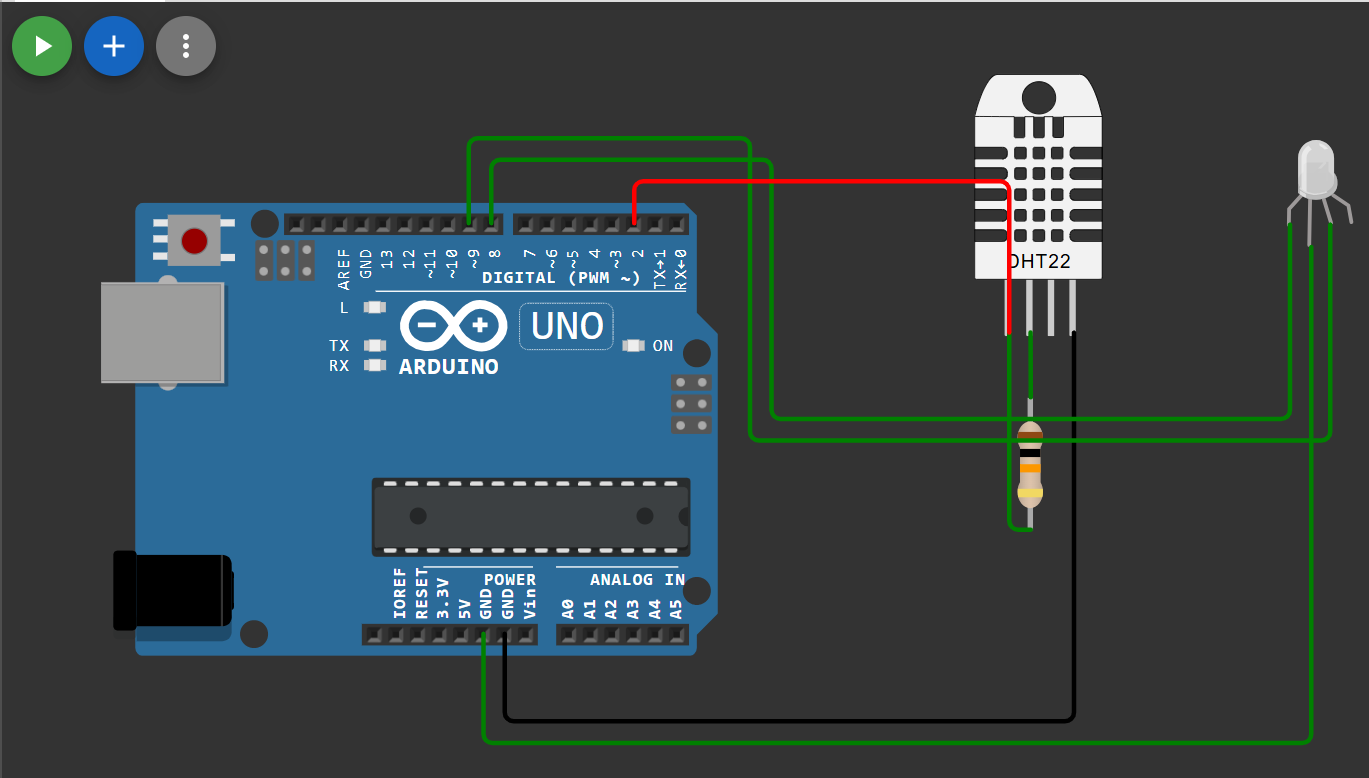 AREF
GND
13
12
~11
~10
~9
8
7
~6
~5
4
~3
2
TX→1
RX←0
DIGITAL (PWM ~)
L
UNO
TX
RX
ON
ARDUINO
DHT22
IOREF
RESET
3.3V
5V
GND
GND
Vin
POWER
ANALOG IN
A0
A1
A2
A3
A4
A5